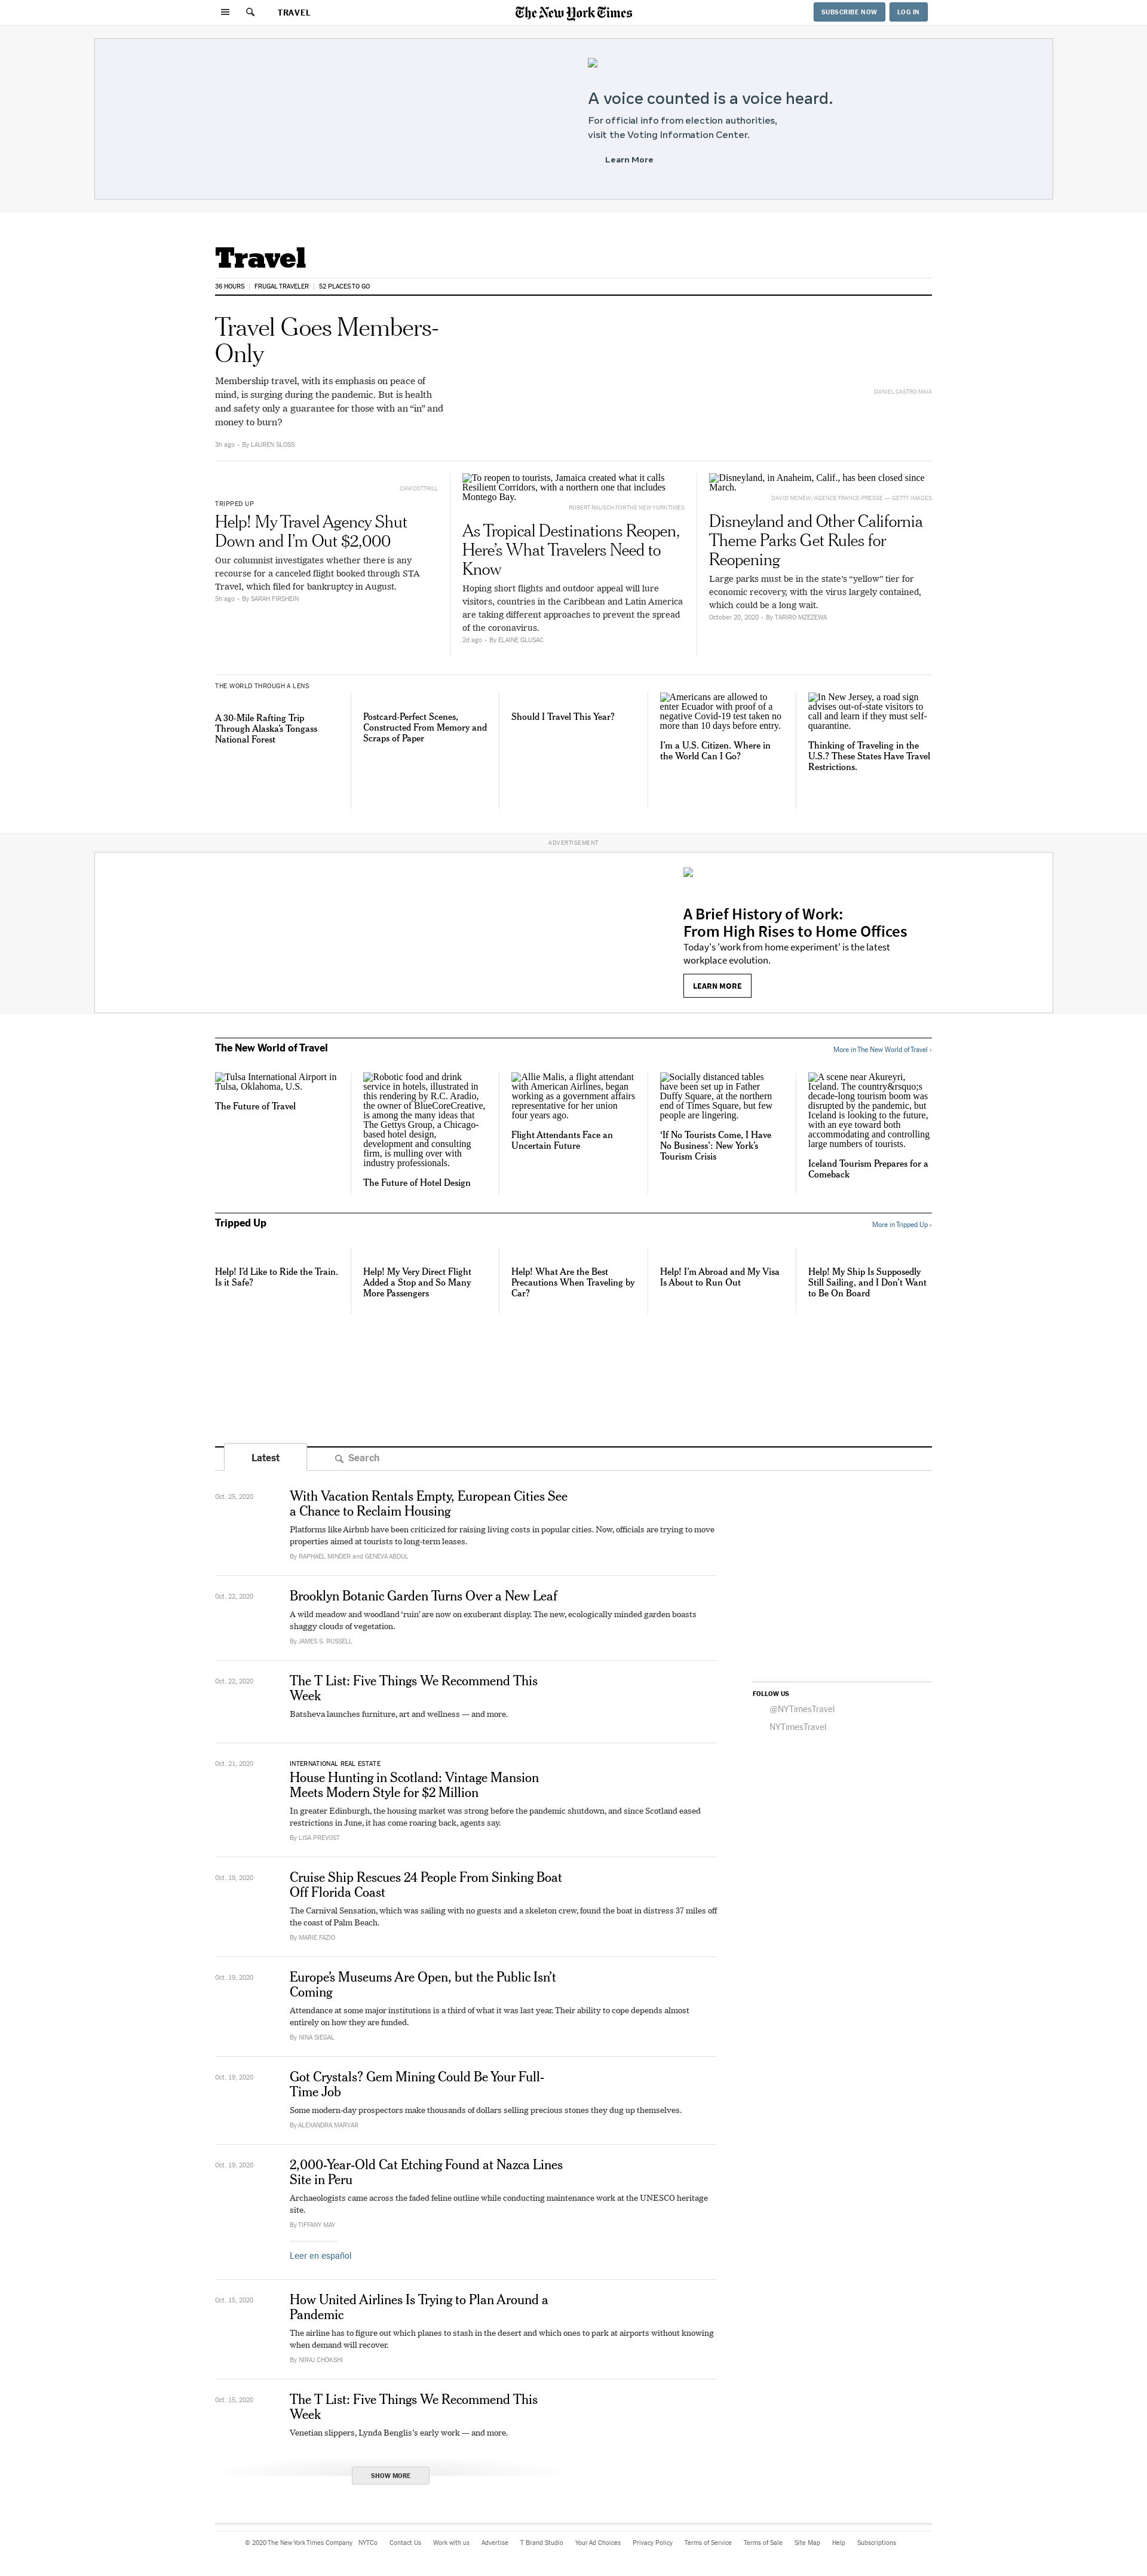 TRAVEL
The New York Times
SUBSCRIBE NOW
LOG IN
A voice counted is a voice heard.
For official info from election authorities,
visit the Voting Information Center.
Learn More
Travel
36 HOURS | FRUGAL TRAVELER | 52 PLACES TO GO
Travel Goes Members-
Only
Membership travel, with its emphasis on peace of
mind, is surging during the pandemic. But is health
and safety only a guarantee for those with an “in” and
money to burn?
3h ago • By LAUREN SLOSS
DANIEL CASTRO MAIA
CAM COTTRILL
TRIPPED UP
Help! My Travel Agency Shut
Down and I’m Out $2,000
Our columnist investigates whether there is any
recourse for a canceled flight booked through STA
Travel, which filed for bankruptcy in August.
5h ago • By SARAH FIRSHEIN
To reopen to tourists, Jamaica created what it calls
Resilient Corridors, with a northern one that includes
Montego Bay.
ROBERT RAUSCH FOR THE NEW YORK TIMES
As Tropical Destinations Reopen,
Here’s What Travelers Need to
Know
Hoping short flights and outdoor appeal will lure
visitors, countries in the Caribbean and Latin America
are taking different approaches to prevent the spread
of the coronavirus.
2d ago • By ELAINE GLUSAC
Disneyland, in Anaheim, Calif., has been closed since
March.
DAVID MCNEW/AGENCE FRANCE-PRESSE — GETTY IMAGES
Disneyland and Other California
Theme Parks Get Rules for
Reopening
Large parks must be in the state’s “yellow” tier for
economic recovery, with the virus largely contained,
which could be a long wait.
October 20, 2020 • By TARIRO MZEZEWA
THE WORLD THROUGH A LENS
A 30-Mile Rafting Trip
Through Alaska’s Tongass
National Forest
Postcard-Perfect Scenes,
Constructed From Memory and
Scraps of Paper
Should I Travel This Year?
Americans are allowed to
enter Ecuador with proof of a
negative Covid-19 test taken no
more than 10 days before entry.
I’m a U.S. Citizen. Where in
the World Can I Go?
In New Jersey, a road sign
advises out-of-state visitors to
call and learn if they must self-
quarantine.
Thinking of Traveling in the
U.S.? These States Have Travel
Restrictions.
ADVERTISEMENT
A Brief History of Work:
From High Rises to Home Offices
Today's 'work from home experiment' is the latest
workplace evolution.
LEARN MORE
The New World of Travel
More in The New World of Travel ›
Tulsa International Airport in
Tulsa, Oklahoma, U.S.
The Future of Travel
Robotic food and drink
service in hotels, illustrated in
this rendering by R.C. Aradio,
the owner of BlueCoreCreative,
is among the many ideas that
The Gettys Group, a Chicago-
based hotel design,
development and consulting
firm, is mulling over with
industry professionals.
The Future of Hotel Design
Allie Malis, a flight attendant
with American Airlines, began
working as a government affairs
representative for her union
four years ago.
Flight Attendants Face an
Uncertain Future
Socially distanced tables
have been set up in Father
Duffy Square, at the northern
end of Times Square, but few
people are lingering.
‘If No Tourists Come, I Have
No Business’: New York’s
Tourism Crisis
A scene near Akureyri,
Iceland. The country&rsquo;s
decade-long tourism boom was
disrupted by the pandemic, but
Iceland is looking to the future,
with an eye toward both
accommodating and controlling
large numbers of tourists.
Iceland Tourism Prepares for a
Comeback
Tripped Up
More in Tripped Up ›
Help! I’d Like to Ride the Train.
Is it Safe?
Help! My Very Direct Flight
Added a Stop and So Many
More Passengers
Help! What Are the Best
Precautions When Traveling by
Car?
Help! I’m Abroad and My Visa
Is About to Run Out
Help! My Ship Is Supposedly
Still Sailing, and I Don’t Want
to Be On Board
Latest
Search
Oct. 25, 2020
With Vacation Rentals Empty, European Cities See
a Chance to Reclaim Housing
Platforms like Airbnb have been criticized for raising living costs in popular cities. Now, officials are trying to move
properties aimed at tourists to long-term leases.
By RAPHAEL MINDER and GENEVA ABDUL
Oct. 22, 2020
Brooklyn Botanic Garden Turns Over a New Leaf
A wild meadow and woodland ‘ruin’ are now on exuberant display. The new, ecologically minded garden boasts
shaggy clouds of vegetation.
By JAMES S. RUSSELL
Oct. 22, 2020
The T List: Five Things We Recommend This
Week
Batsheva launches furniture, art and wellness — and more.
FOLLOW US
@NYTimesTravel
NYTimesTravel
Oct. 21, 2020
INTERNATIONAL REAL ESTATE
House Hunting in Scotland: Vintage Mansion
Meets Modern Style for $2 Million
In greater Edinburgh, the housing market was strong before the pandemic shutdown, and since Scotland eased
restrictions in June, it has come roaring back, agents say.
By LISA PREVOST
Oct. 19, 2020
Cruise Ship Rescues 24 People From Sinking Boat
Off Florida Coast
The Carnival Sensation, which was sailing with no guests and a skeleton crew, found the boat in distress 37 miles off
the coast of Palm Beach.
By MARIE FAZIO
Oct. 19, 2020
Europe’s Museums Are Open, but the Public Isn’t
Coming
Attendance at some major institutions is a third of what it was last year. Their ability to cope depends almost
entirely on how they are funded.
By NINA SIEGAL
Oct. 19, 2020
Got Crystals? Gem Mining Could Be Your Full-
Time Job
Some modern-day prospectors make thousands of dollars selling precious stones they dug up themselves.
By ALEXANDRA MARVAR
Oct. 19, 2020
2,000-Year-Old Cat Etching Found at Nazca Lines
Site in Peru
Archaeologists came across the faded feline outline while conducting maintenance work at the UNESCO heritage
site.
By TIFFANY MAY
Leer en español
Oct. 15, 2020
How United Airlines Is Trying to Plan Around a
Pandemic
The airline has to figure out which planes to stash in the desert and which ones to park at airports without knowing
when demand will recover.
By NIRAJ CHOKSHI
Oct. 15, 2020
The T List: Five Things We Recommend This
Week
Venetian slippers, Lynda Benglis’s early work — and more.
SHOW MORE
© 2020 The New York Times Company NYTCo Contact Us Work with us Advertise T Brand Studio Your Ad Choices Privacy Policy Terms of Service Terms of Sale Site Map Help Subscriptions